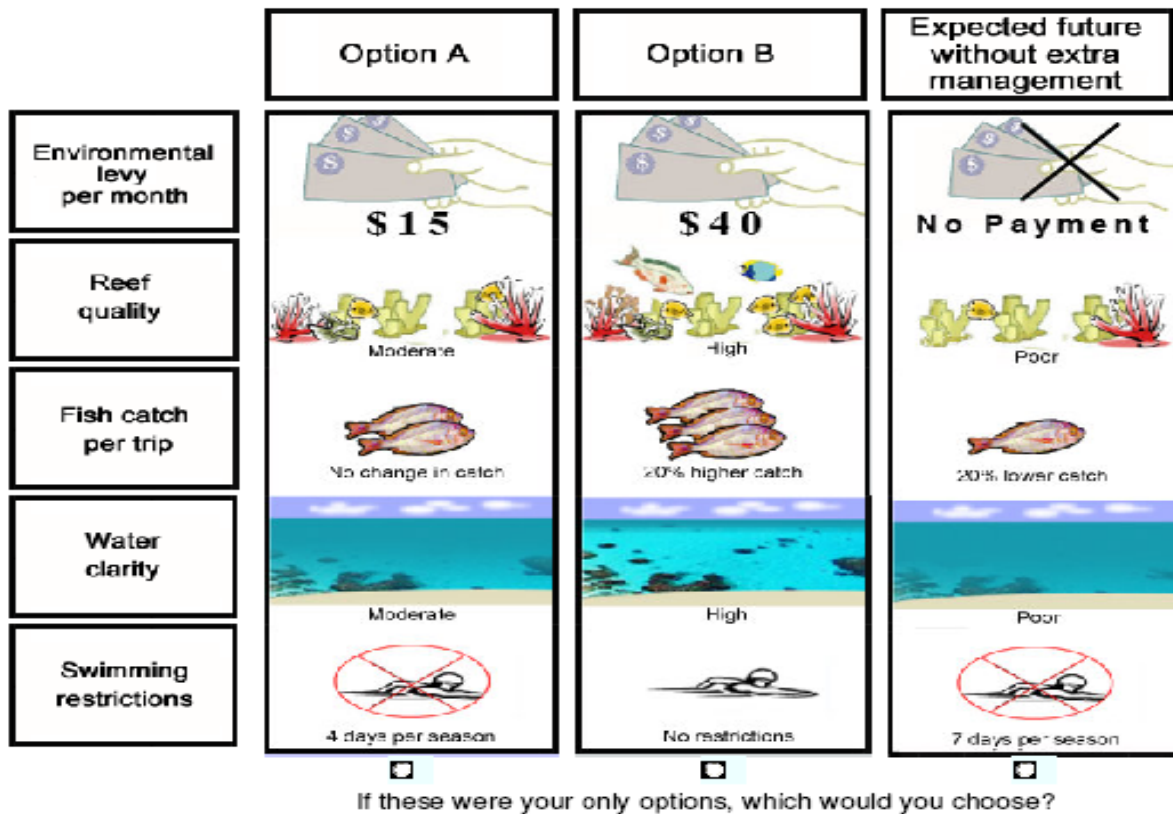 Option A
Option B
Expected future
without extra
management
Environmental
levy
per month
$ 15
$ 40
No Payment
Reef
quality
Moderate
High
Poor
Fish catch
per trip
No change in catch
20% higher catch
20% lower catch
Water
clarity
Moderate
High
Poor
Swimming
restrictions
4 days per season
No restrictions
7 days per season
If these were your only options, which would you choose?